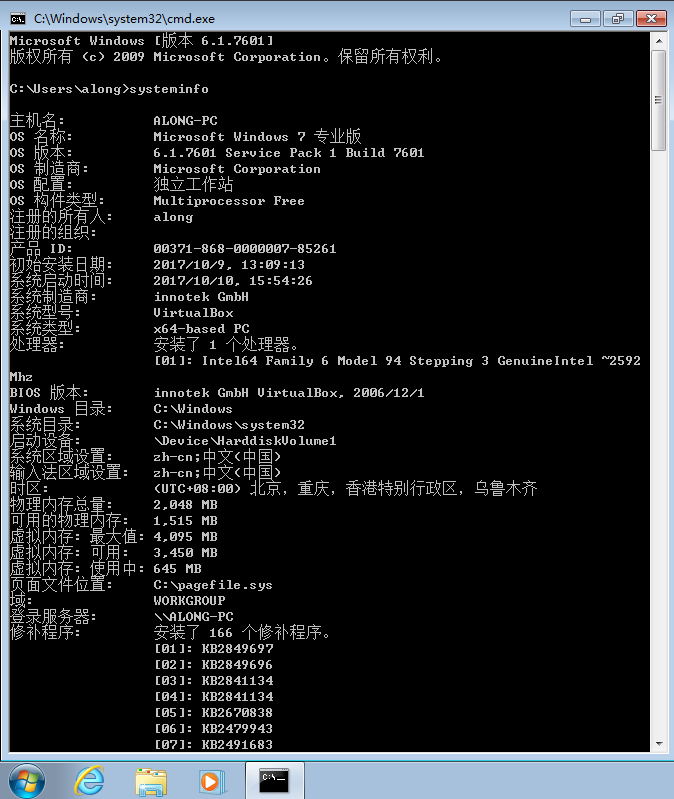 C:\Windows\system32\cmd.exe
Microsoft Windows [版本 6.1.7601]
版权所有 (c) 2009 Microsoft Corporation。保留所有权利。
C:\Users\along>systeminfo
主机名: ALONG-PC
OS 名称: Microsoft Windows 7 专业版
OS 版本: 6.1.7601 Service Pack 1 Build 7601
OS 制造商: Microsoft Corporation
OS 配置: 独立工作站
OS 构件类型: Multiprocessor Free
注册的所有人: along
注册的组织:
产品 ID: 00371-868-0000007-85261
初始安装日期: 2017/10/9, 13:09:13
系统启动时间: 2017/10/10, 15:54:26
系统制造商: innotek GmbH
系统型号: VirtualBox
系统类型: x64-based PC
处理器: 安装了 1 个处理器。
[01]: Intel64 Family 6 Model 94 Stepping 3 GenuineIntel ~2592
Mhz
BIOS 版本: innotek GmbH VirtualBox, 2006/12/1
Windows 目录: C:\Windows
系统目录: C:\Windows\system32
启动设备: \Device\HarddiskVolume1
系统区域设置: zh-cn;中文(中国)
输入法区域设置: zh-cn;中文(中国)
时区: (UTC+08:00) 北京，重庆，香港特别行政区，乌鲁木齐
物理内存总量: 2,048 MB
可用的物理内存: 1,515 MB
虚拟内存: 最大值: 4,095 MB
虚拟内存: 可用: 3,450 MB
虚拟内存: 使用中: 645 MB
页面文件位置: C:\pagefile.sys
域: WORKGROUP
登录服务器: \\ALONG-PC
修补程序: 安装了 166 个修补程序。
[01]: KB2849697
[02]: KB2849696
[03]: KB2841134
[04]: KB2841134
[05]: KB2670838
[06]: KB2479943
[07]: KB2491683
C:\_